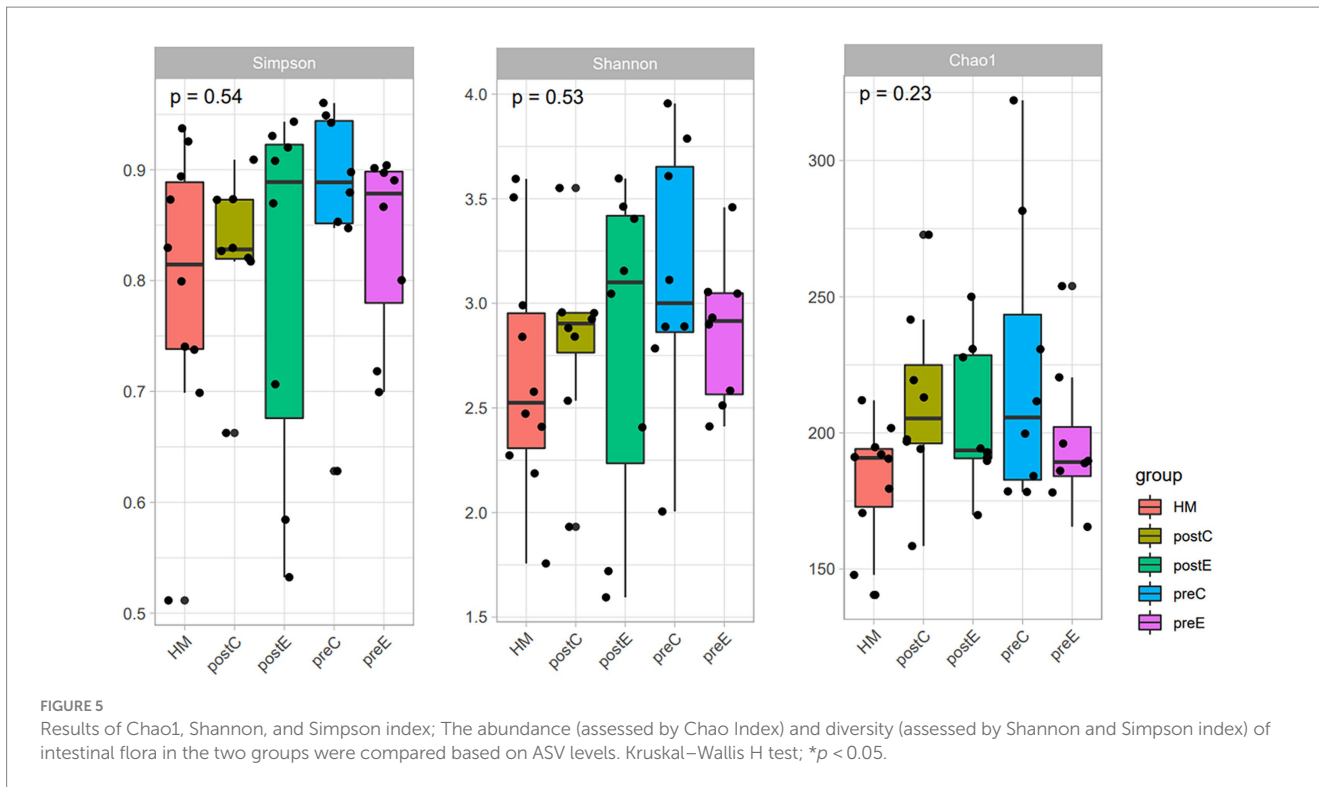 Simpson
Shannon
Chao1
p = 0.54
p = 0.53
p = 0.23
0.9
0.8
0.7
0.6
0.5
4.0
3.5
3.0
2.5
2.0
1.5
300
250
200
150
HM
postC
postE
preC
preE
HM
postC
postE
preC
preE
HM
postC
postE
preC
preE
group
HM
postC
postE
preC
preE
FIGURE 5
Results of Chao1, Shannon, and Simpson index; The abundance (assessed by Chao Index) and diversity (assessed by Shannon and Simpson index) of
intestinal flora in the two groups were compared based on ASV levels. Kruskal–Wallis H test; *p < 0.05.